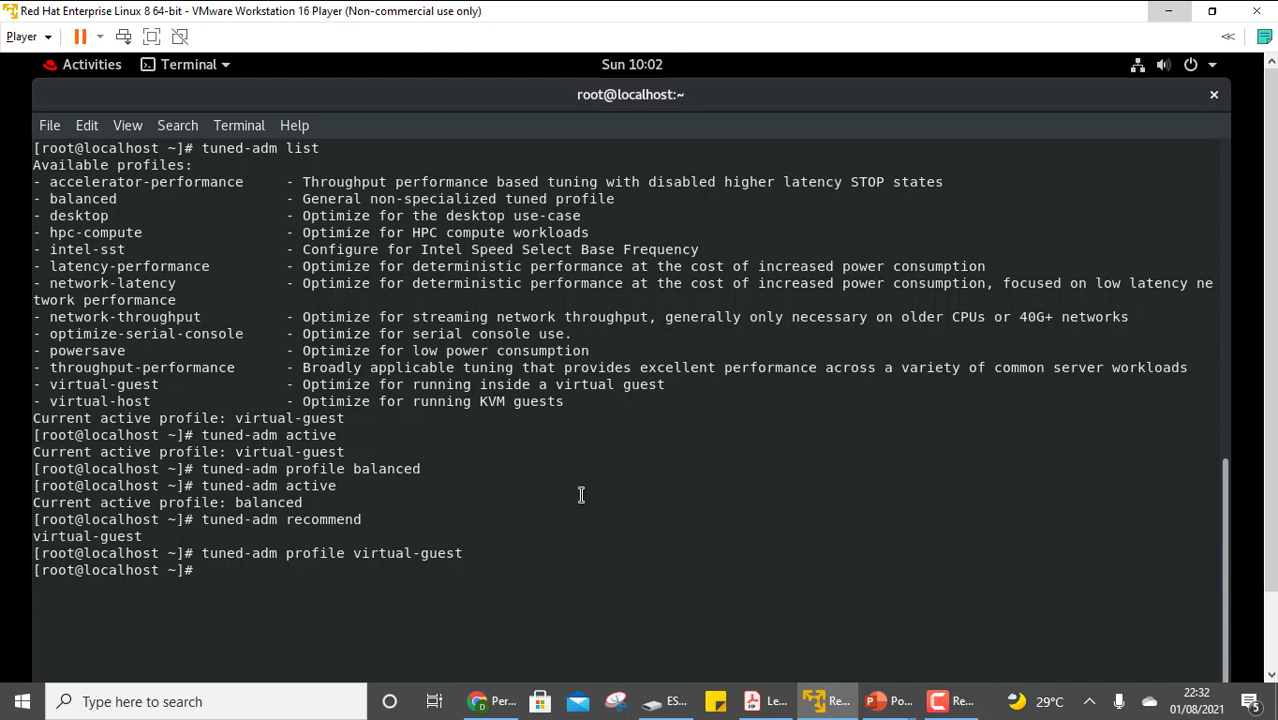 Red Hat Enterprise Linux 8 64-bit - VMware Workstation 16 Player (Non-commercial use only)
Player
Activities Terminal Sun 10:02
root@localhost:~
File Edit View Search Terminal Help
[root@localhost ~]# tuned-adm list
Available profiles:
- accelerator-performance - Throughput performance based tuning with disabled higher latency STOP states
- balanced - General non-specialized tuned profile
- desktop - Optimize for the desktop use-case
- hpc-compute - Optimize for HPC compute workloads
- intel-sst - Configure for Intel Speed Select Base Frequency
- latency-performance - Optimize for deterministic performance at the cost of increased power consumption
- network-latency - Optimize for deterministic performance at the cost of increased power consumption, focused on low latency ne
twork performance
- network-throughput - Optimize for streaming network throughput, generally only necessary on older CPUs or 40G+ networks
- optimize-serial-console - Optimize for serial console use.
- powersave - Optimize for low power consumption
- throughput-performance - Broadly applicable tuning that provides excellent performance across a variety of common server workloads
- virtual-guest - Optimize for running inside a virtual guest
- virtual-host - Optimize for running KVM guests
Current active profile: virtual-guest
[root@localhost ~]# tuned-adm active
Current active profile: virtual-guest
[root@localhost ~]# tuned-adm profile balanced
[root@localhost ~]# tuned-adm active
Current active profile: balanced
[root@localhost ~]# tuned-adm recommend
virtual-guest
[root@localhost ~]# tuned-adm profile virtual-guest
[root@localhost ~]#
Type here to search Per... ES... Le... Re... Po... Re... 29°C 22:32
01/08/2021 5